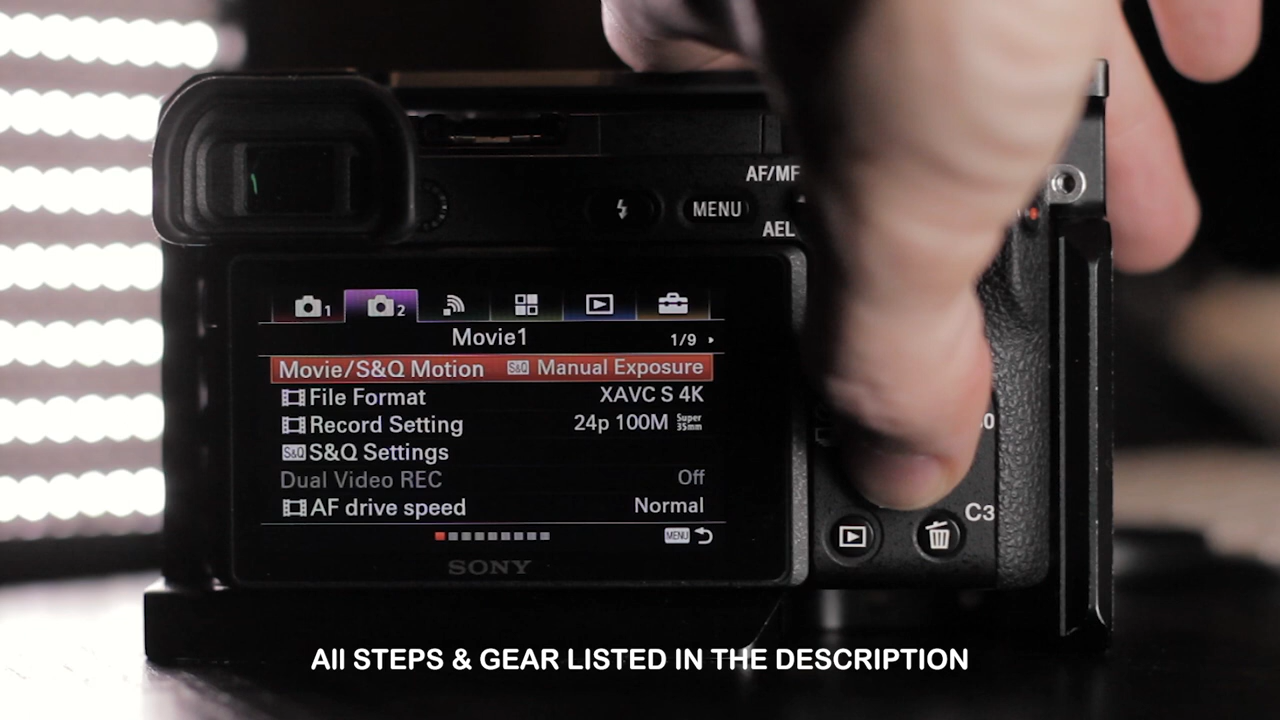 AF/MF
MENU
AEL
1 2
Movie1 1/9
Movie/S&Q Motion S&Q Manual Exposure
File Format XAVC S 4K
Record Setting 24p 100M Super 35mm
S&Q S&Q Settings
Dual Video REC Off
AF drive speed Normal
MENU
SONY
C3
All STEPS & GEAR LISTED IN THE DESCRIPTION